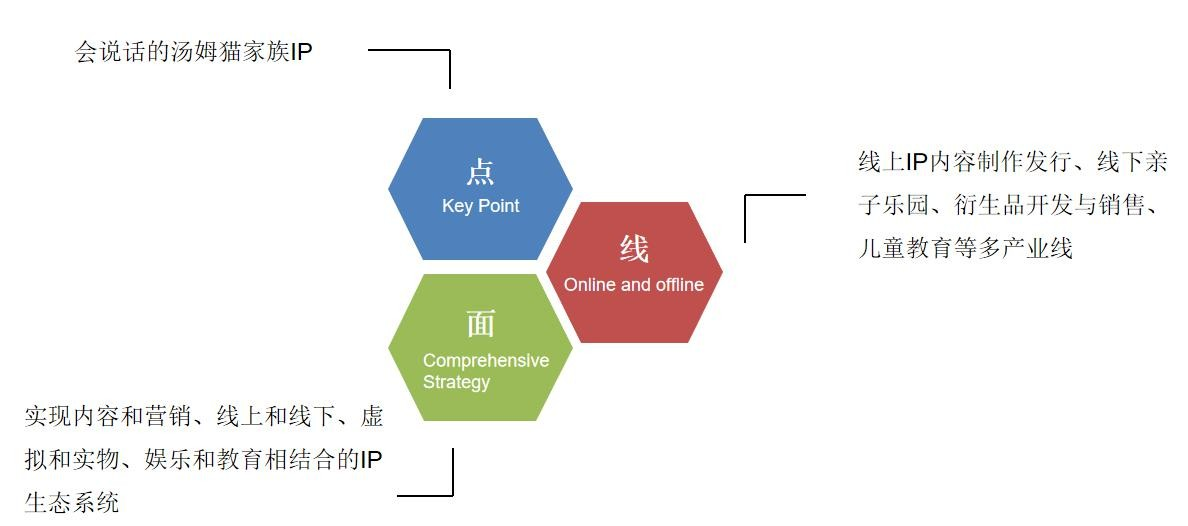 会说话的汤姆猫家族IP
点
Key Point
线
Online and offline
线上IP内容制作发行、线下亲
子乐园、衍生品开发与销售、
儿童教育等多产业线
面
Comprehensive
Strategy
实现内容和营销、线上和线下、虚
拟和实物、娱乐和教育相结合的IP
生态系统